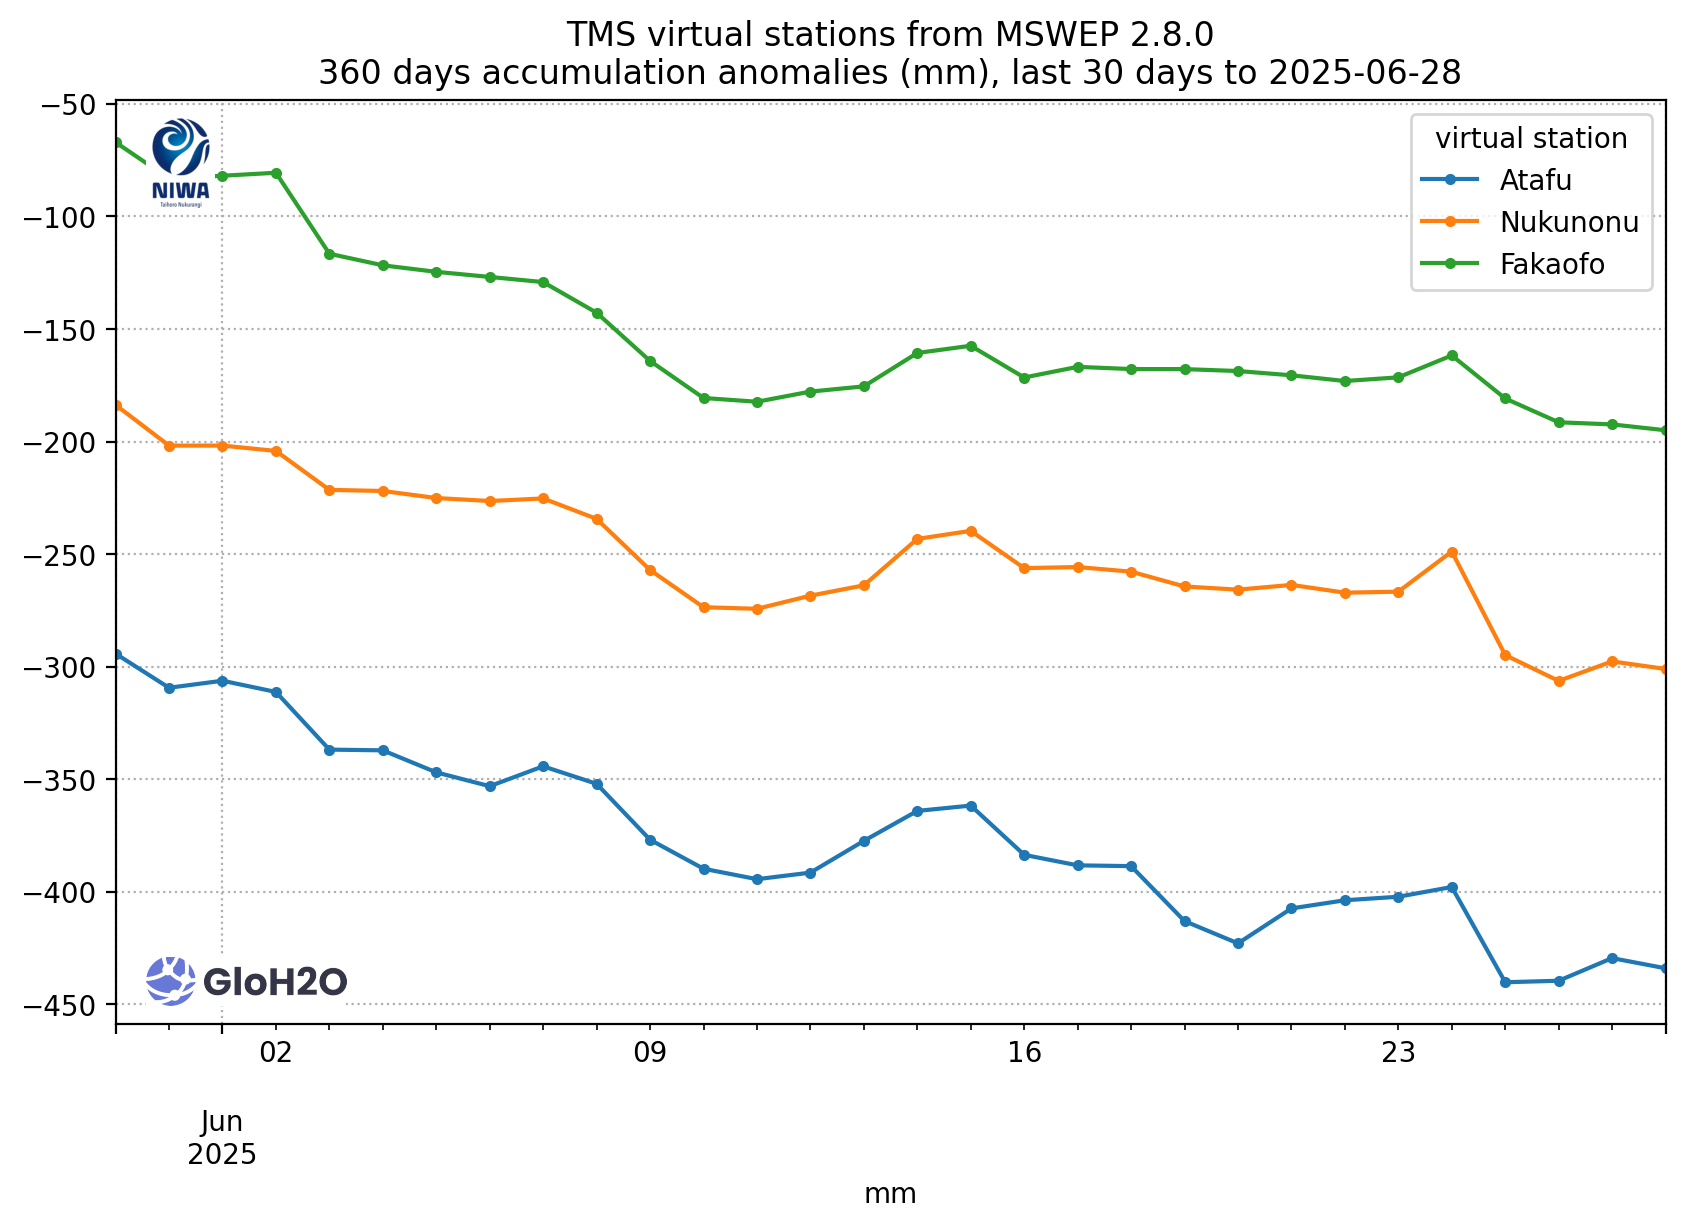 TMS virtual stations from MSWEP 2.8.0
360 days accumulation anomalies (mm), last 30 days to 2025-06-28
−50
−100
−150
−200
−250
−300
−350
−400
−450
NIWA
Taihoro Nukurangi
virtual station
Atafu
Nukunonu
Fakaofo
GloH2O
02
09
16
23
Jun
2025
mm